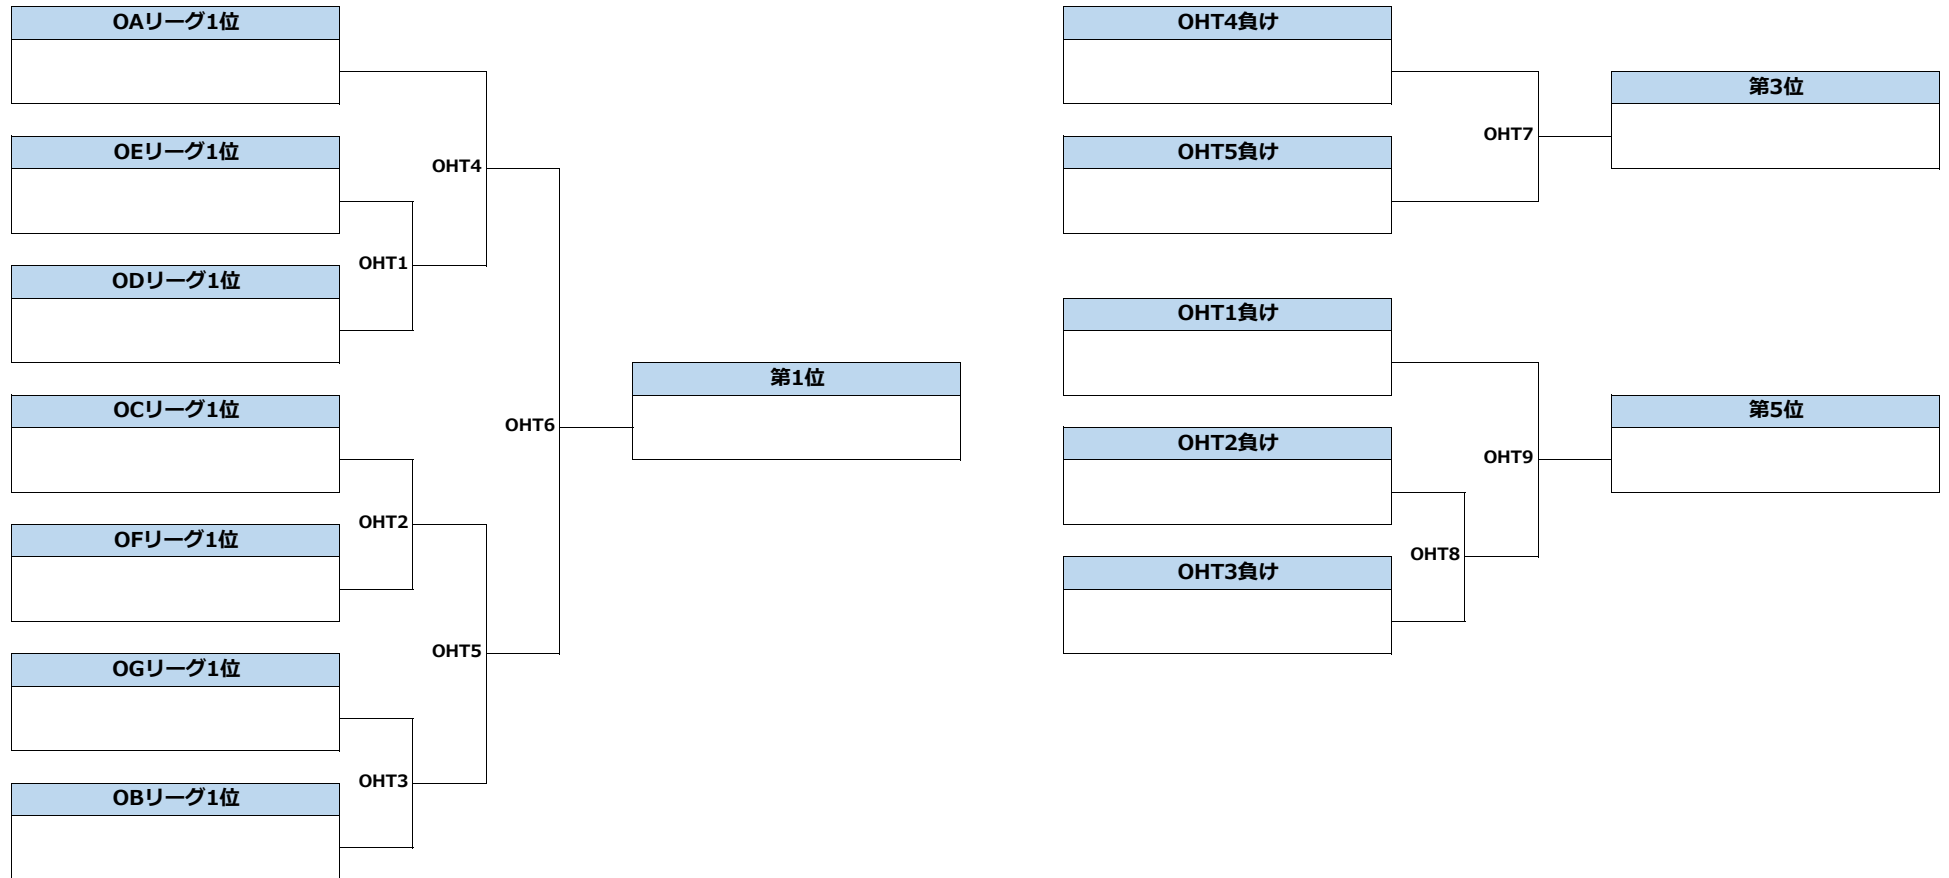 OAリーグ1位
OEリーグ1位
OHT4
OHT1
ODリーグ1位
OCリーグ1位
OHT2
OFリーグ1位
OHT5
OGリーグ1位
OHT3
OBリーグ1位
OHT6
第1位
OHT4負け
OHT7
第3位
OHT5負け
OHT1負け
OHT2負け
OHT9
第5位
OHT8
OHT3負け